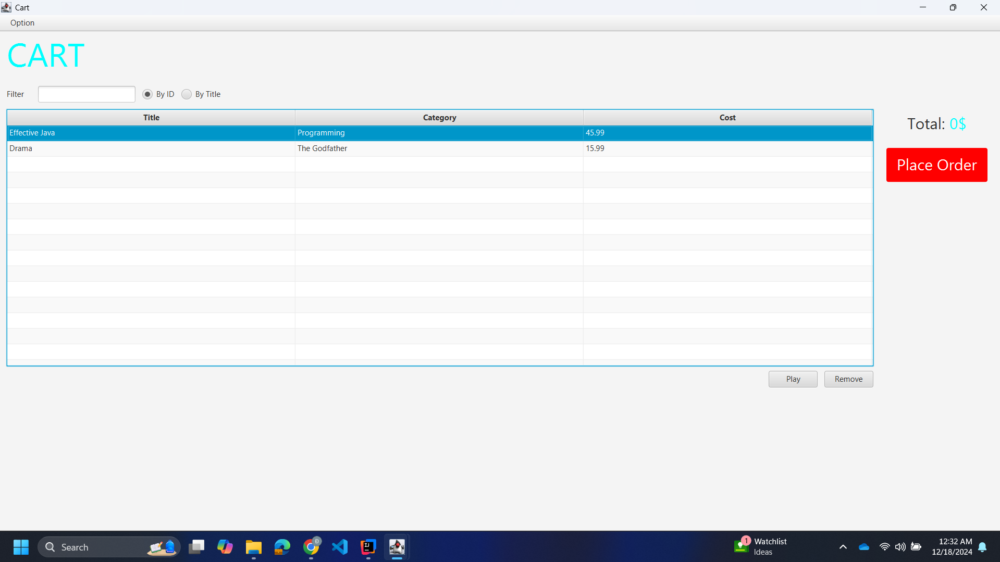 Cart
Option
CART
Filter By ID By Title
Title Category Cost
Effective Java Programming 45.99
Drama The Godfather 15.99
Total: 0$
Place Order
Play Remove
Search
1
Watchlist
Ideas
12:32 AM
12/18/2024